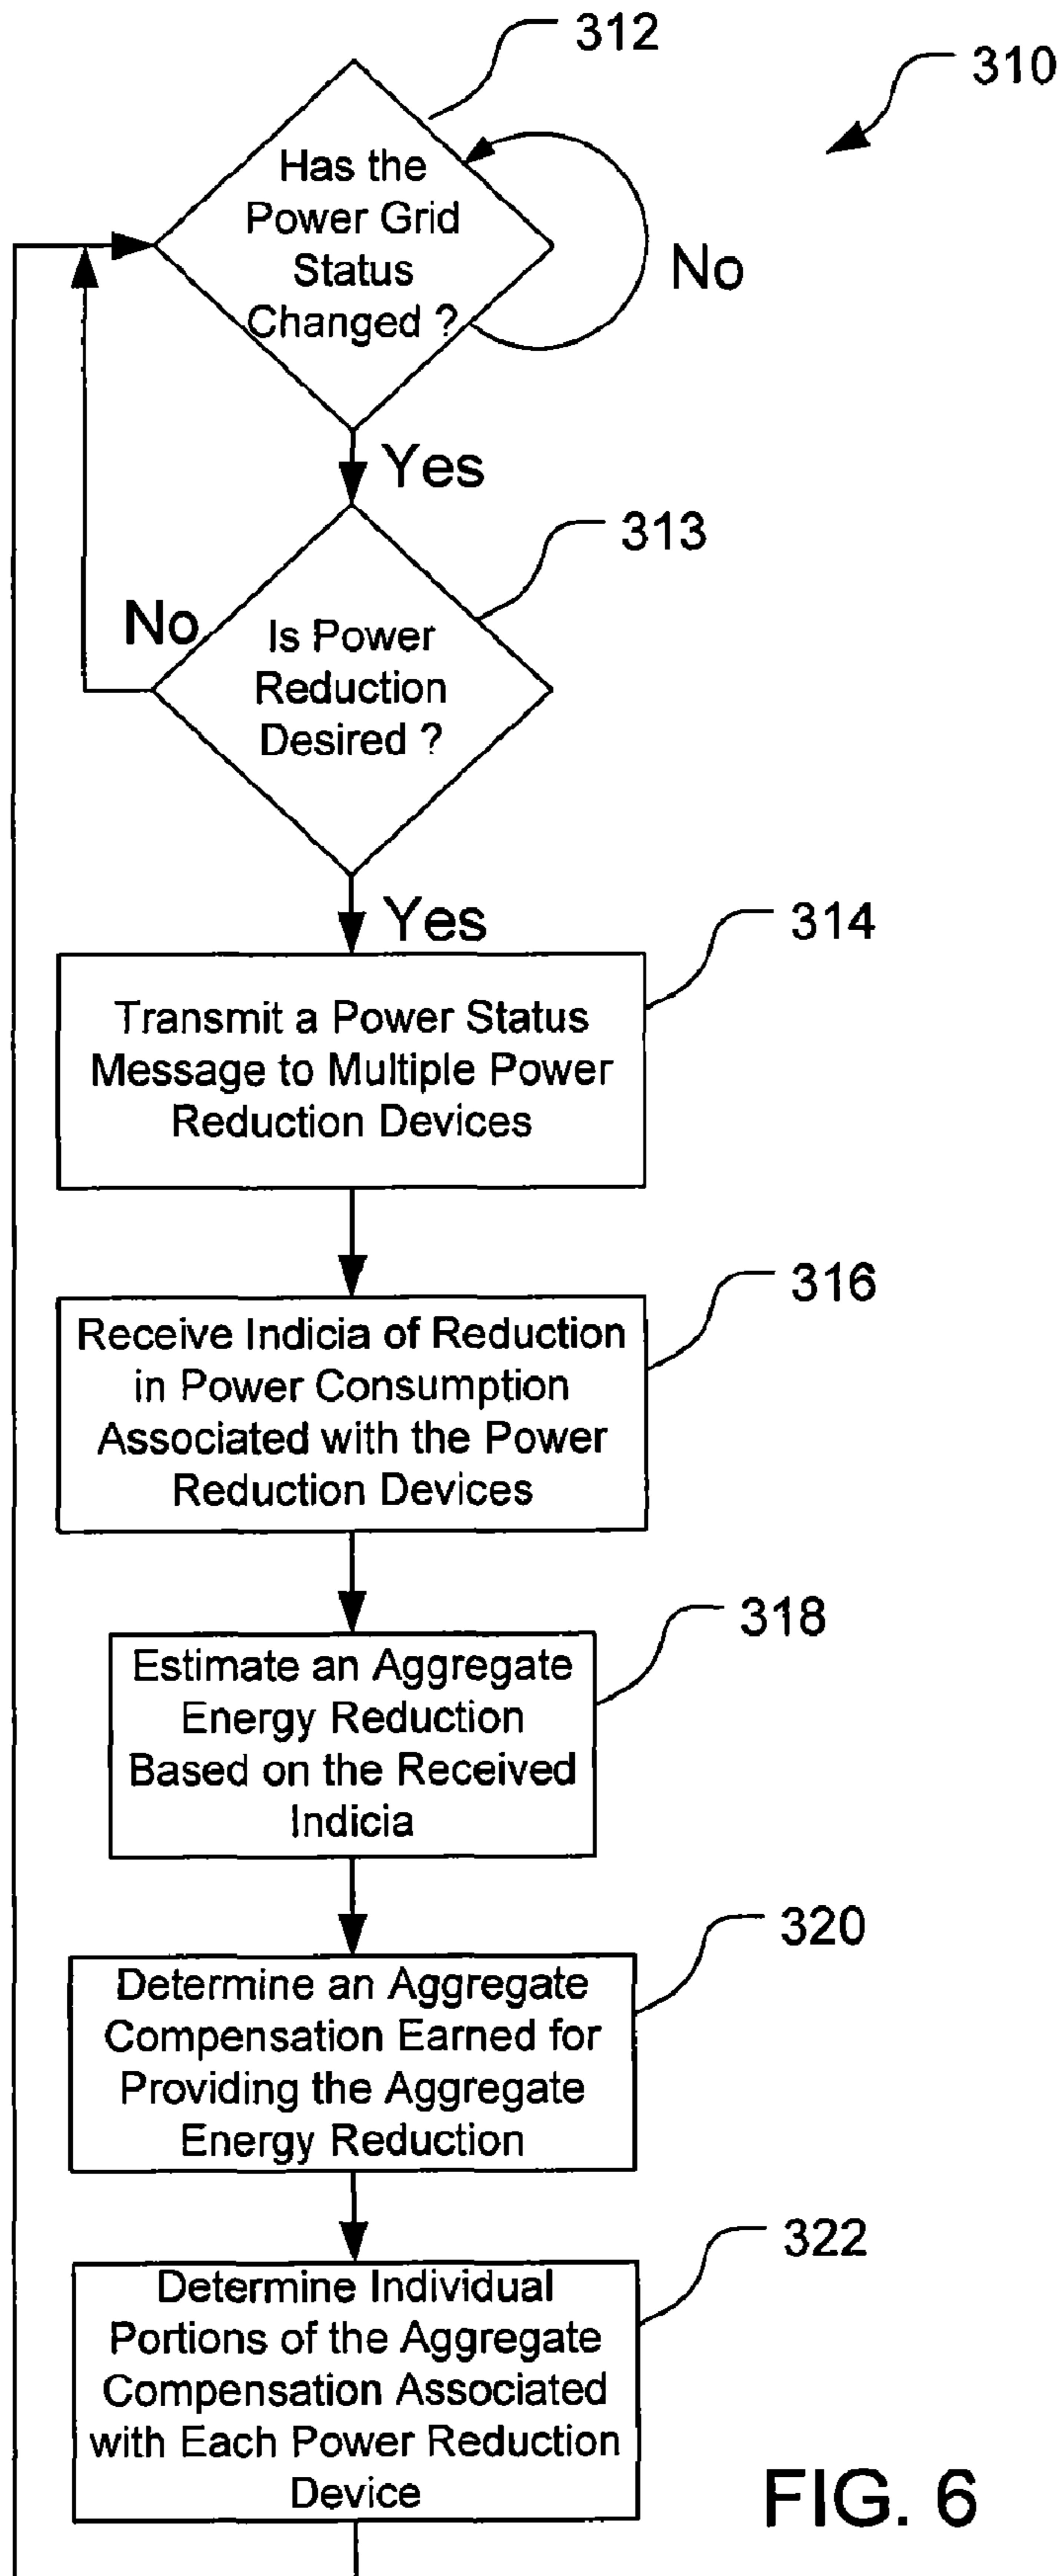 312
310
Has the
Power Grid
Status
Changed ?
No
Yes
313
No
Is Power
Reduction
Desired ?
Yes
314
Transmit a Power Status
Message to Multiple Power
Reduction Devices
316
Receive Indicia of Reduction
in Power Consumption
Associated with the Power
Reduction Devices
318
Estimate an Aggregate
Energy Reduction
Based on the Received
Indicia
320
Determine an Aggregate
Compensation Earned for
Providing the Aggregate
Energy Reduction
322
Determine Individual
Portions of the Aggregate
Compensation Associated
with Each Power Reduction
Device
FIG. 6